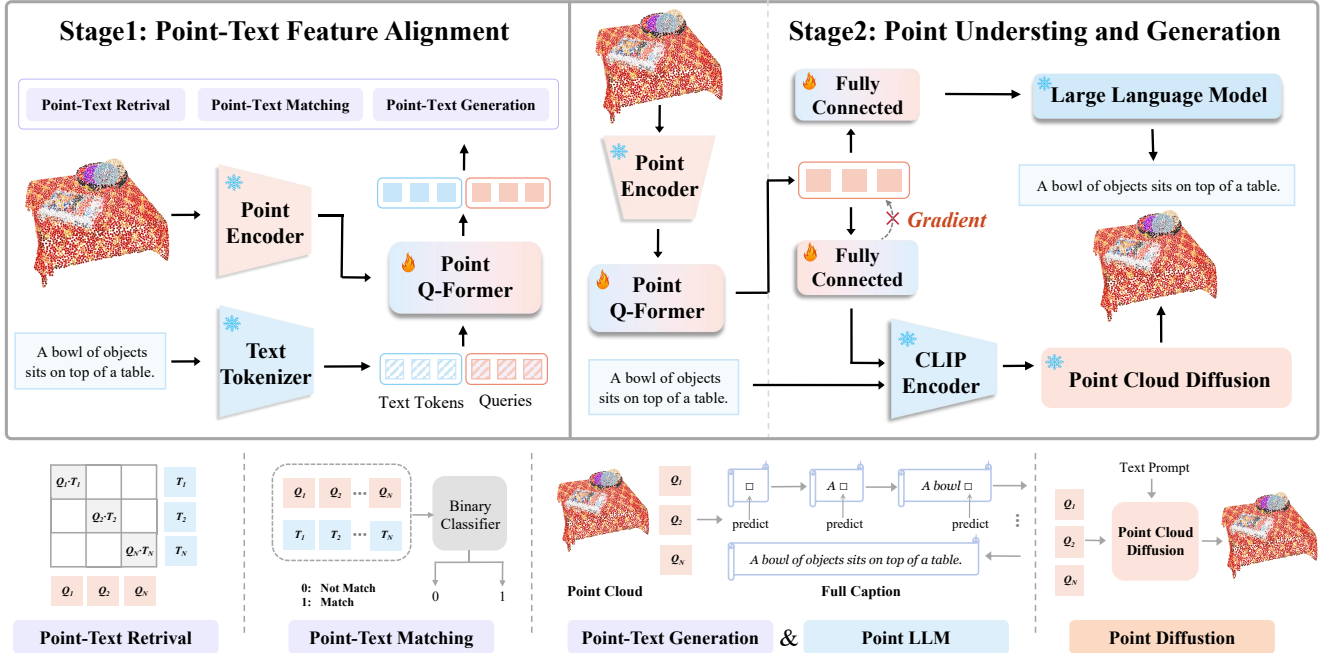 Stage1: Point-Text Feature Alignment
Point-Text Retrival
Point-Text Matching
Point-Text Generation
Point
Encoder
Point
Q-Former
A bowl of objects
sits on top of a table.
Text
Tokenizer
Text Tokens
Queries
Stage2: Point Understing and Generation
Point
Encoder
Point
Q-Former
A bowl of objects
sits on top of a table.
Fully
Connected
Large Language Model
A bowl of objects sits on top of a table.
Gradient
Fully
Connected
CLIP
Encoder
Point Cloud Diffusion
Q1·T1
Q2·T2
QN·TN
T1
T2
TN
Q1
Q2
QN
Point-Text Retrival
Q1 Q2 ... QN
T1 T2 ... TN
Binary
Classifier
0: Not Match
1: Match
0
1
Point-Text Matching
Point Cloud
Q1
Q2
QN
A
A bowl
predict
predict
predict
A bowl of objects sits on top of a table.
Full Caption
Point-Text Generation & Point LLM
Text Prompt
Q1
Q2
QN
Point Cloud
Diffusion
Point Diffustion